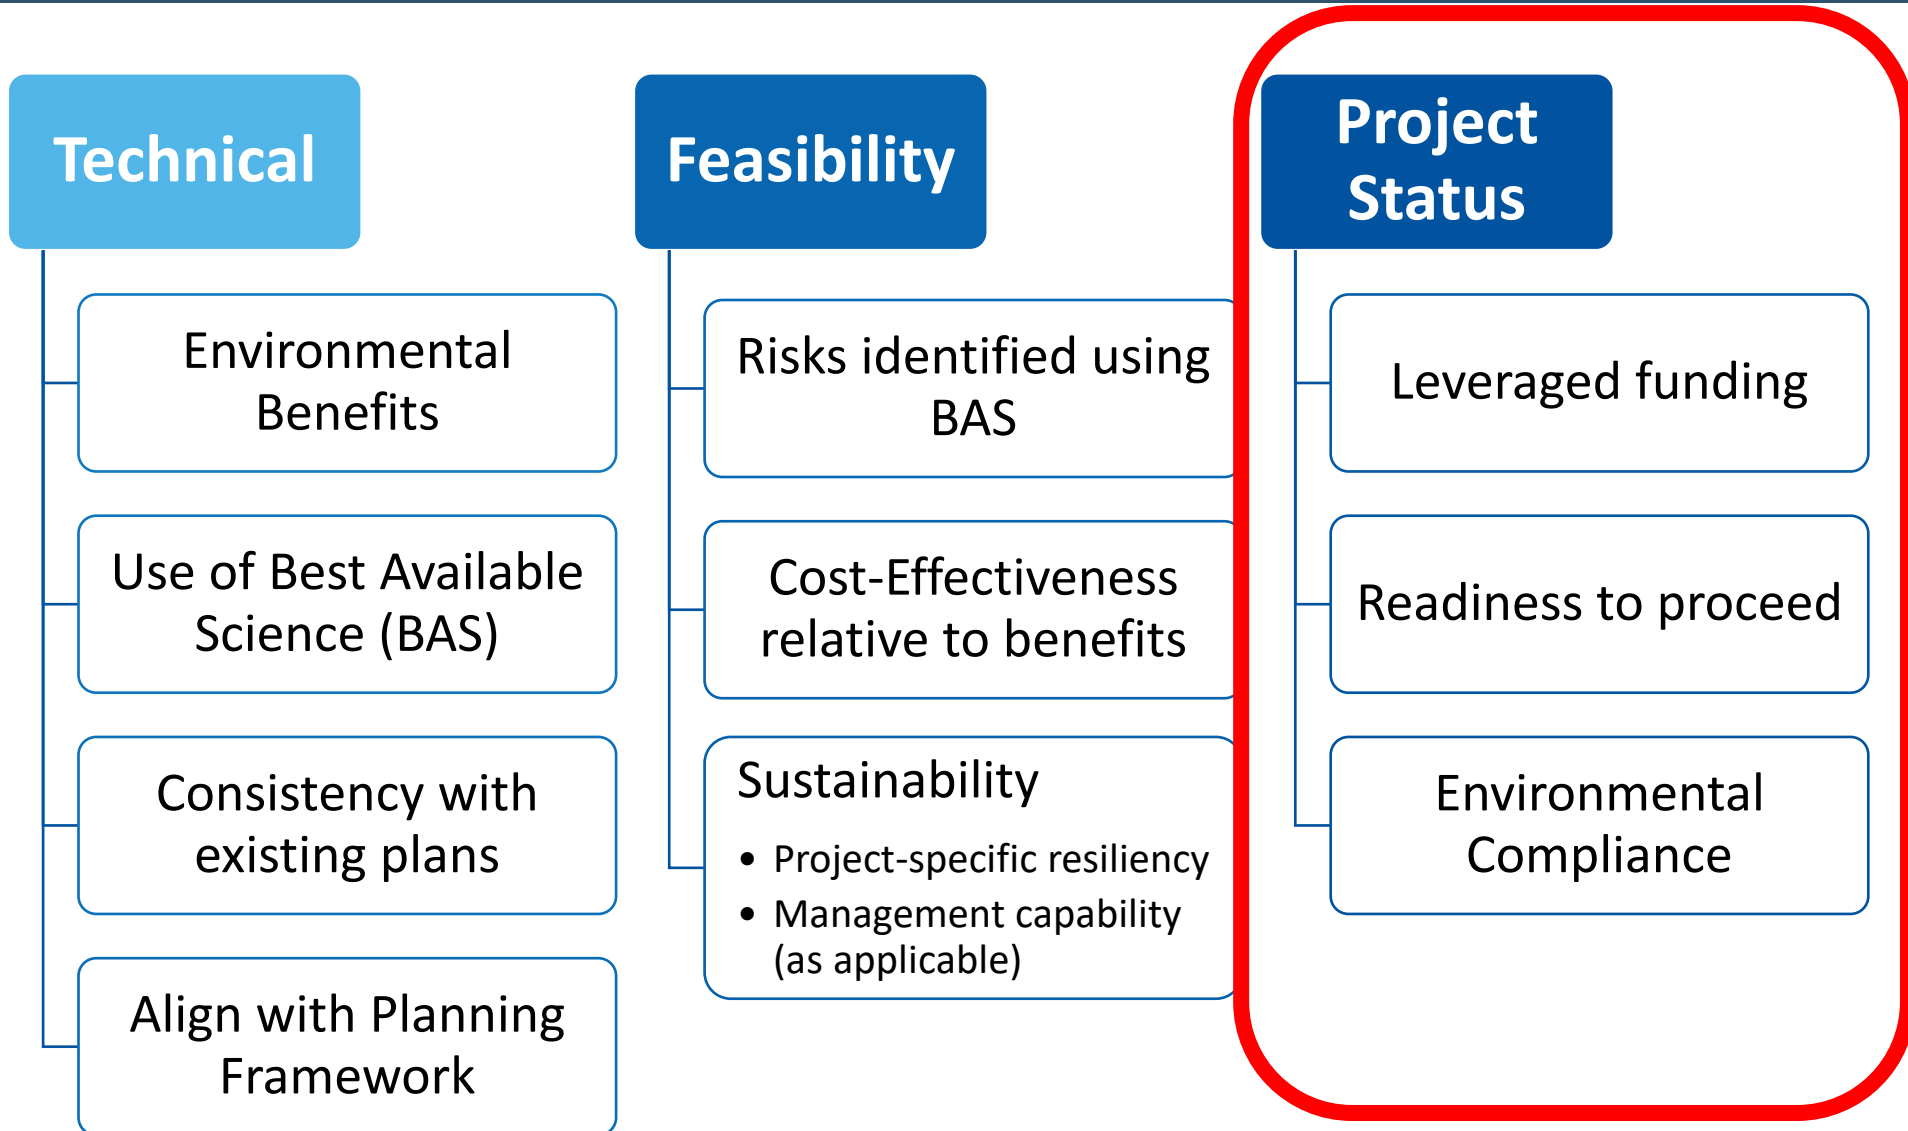 Technical
Environmental
Benefits
Use of Best Available
Science (BAS)
Consistency with
existing plans
Align with Planning
Framework
Feasibility
Risks identified using
BAS
Cost-Effectiveness
relative to benefits
Sustainability
• Project-specific resiliency
• Management capability
(as applicable)
Project
Status
Leveraged funding
Readiness to proceed
Environmental
Compliance